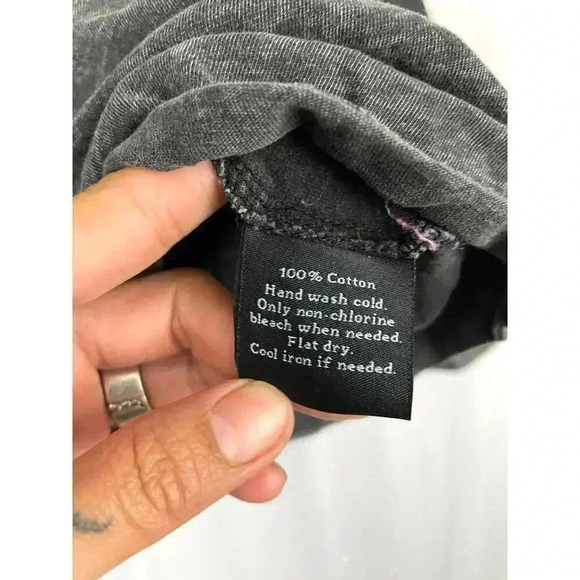 100% Cotton
Hand wash cold.
Only non-chlorine
bleach when needed.
Flat dry.
Cool iron if needed.